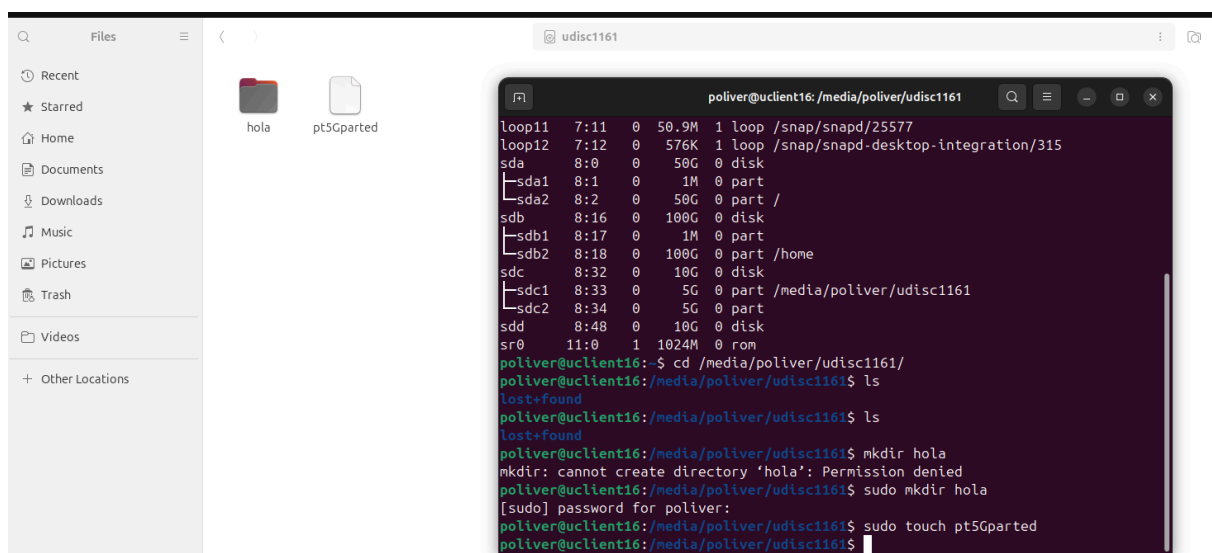 Files
udisc1161
Recent
Starred
Home
Documents
Downloads
Music
Pictures
Trash
Videos
+ Other Locations
hola
pt5Gparted
poliver@uclient16: /media/poliver/udisc1161
loop11 7:11 0 50.9M 1 loop /snap/snapd/25577
loop12 7:12 0 576K 1 loop /snap/snapd-desktop-integration/315
sda 8:0 0 50G 0 disk
├─sda1 8:1 0 1M 0 part
└─sda2 8:2 0 50G 0 part /
sdb 8:16 0 100G 0 disk
├─sdb1 8:17 0 1M 0 part
└─sdb2 8:18 0 100G 0 part /home
sdc 8:32 0 10G 0 disk
├─sdc1 8:33 0 5G 0 part /media/poliver/udisc1161
└─sdc2 8:34 0 5G 0 part
sdd 8:48 0 10G 0 disk
sr0 11:0 1 1024M 0 rom
poliver@uclient16:~$ cd /media/poliver/udisc1161/
poliver@uclient16:/media/poliver/udisc1161$ ls
lost+found
poliver@uclient16:/media/poliver/udisc1161$ ls
lost+found
poliver@uclient16:/media/poliver/udisc1161$ mkdir hola
mkdir: cannot create directory ‘hola’: Permission denied
poliver@uclient16:/media/poliver/udisc1161$ sudo mkdir hola
[sudo] password for poliver:
poliver@uclient16:/media/poliver/udisc1161$ sudo touch pt5Gparted
poliver@uclient16:/media/poliver/udisc1161$